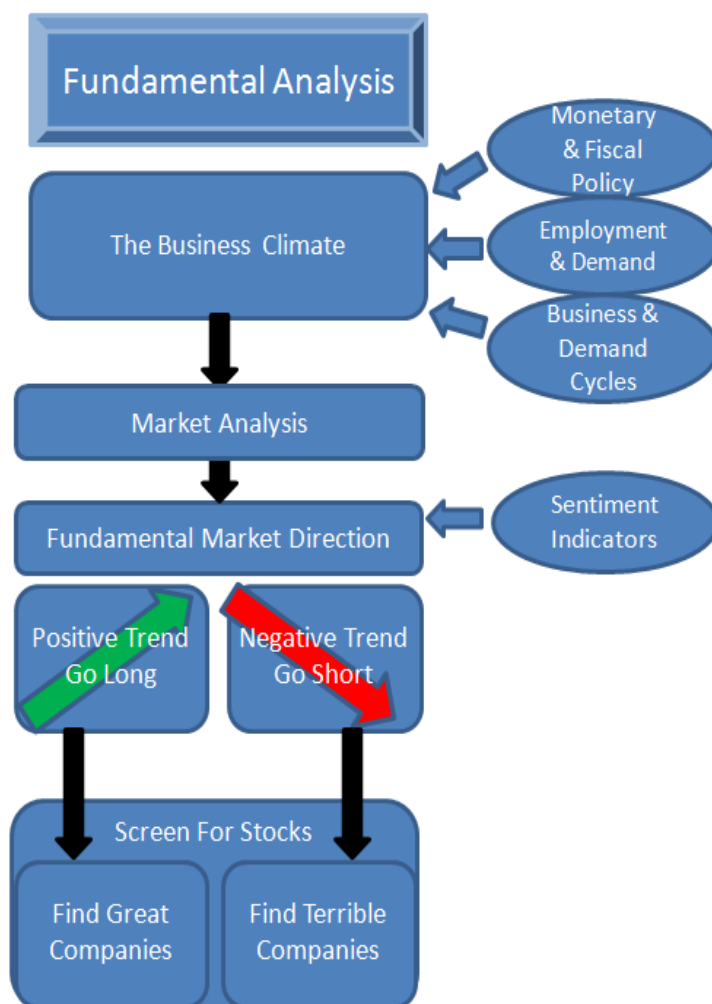 Fundamental Analysis
Monetary
& Fiscal
Policy
The Business Climate
Employment
& Demand
Business &
Demand
Cycles
Market Analysis
Fundamental Market Direction
Sentiment
Indicators
Positive Trend
Go Long
Negative Trend
Go Short
Screen For Stocks
Find Great
Companies
Find Terrible
Companies